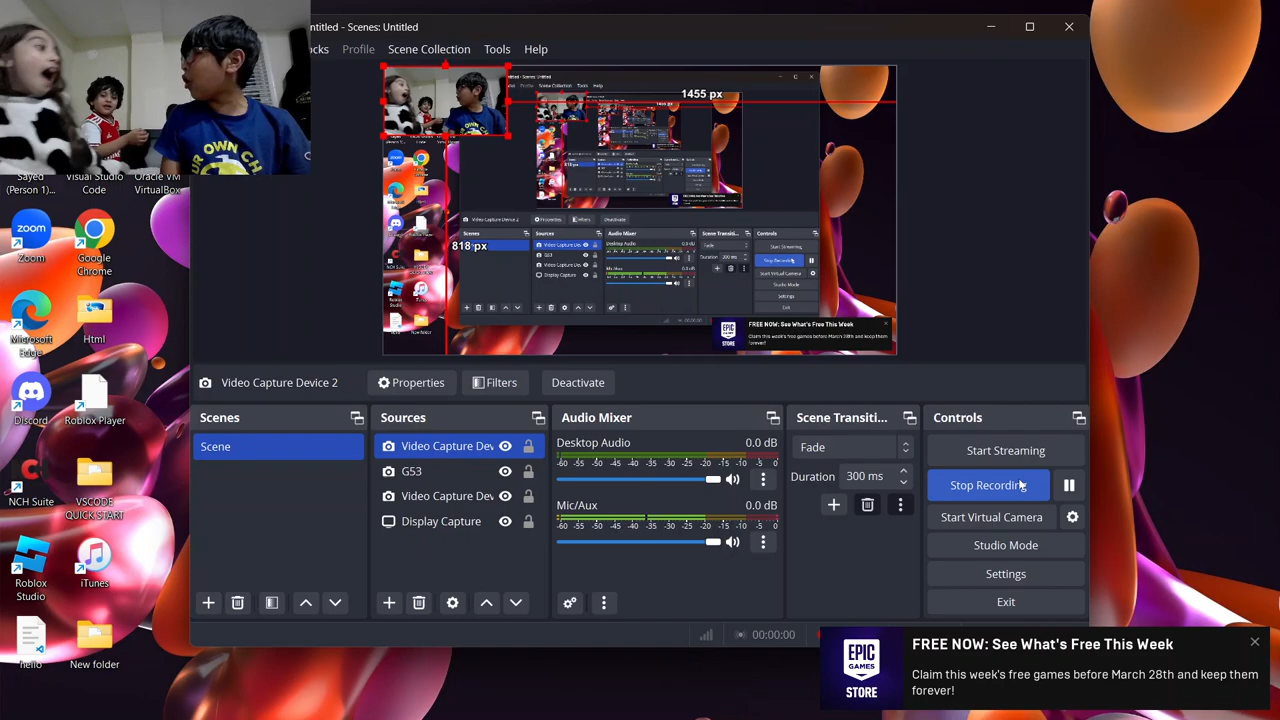 ntitled - Scenes: Untitled
ocks Profile Scene Collection Tools Help
1455 px
818 px
UR OWN CH
Sayed (Person 1)...
Visual Studio Code
Oracle VM VirtualBox
Zoom
Google Chrome
Microsoft Edge
Html
Discord
Roblox Player
NCH Suite
VSCODE QUICK START
Roblox Studio
iTunes
hello
New folder
Video Capture Device 2
Properties
Filters
Deactivate
Scenes
Scene
Sources
Video Capture Dev
G53
Video Capture Dev
Display Capture
Audio Mixer
Desktop Audio 0.0 dB
-60 -55 -50 -45 -40 -35 -30 -25 -20 -15 -10 -5 0
Mic/Aux 0.0 dB
-60 -55 -50 -45 -40 -35 -30 -25 -20 -15 -10 -5 0
Scene Transiti...
Fade
Duration 300 ms
Controls
Start Streaming
Stop Recording
Start Virtual Camera
Studio Mode
Settings
Exit
00:00:00
EPIC GAMES STORE
FREE NOW: See What's Free This Week
Claim this week's free games before March 28th and keep them
forever!